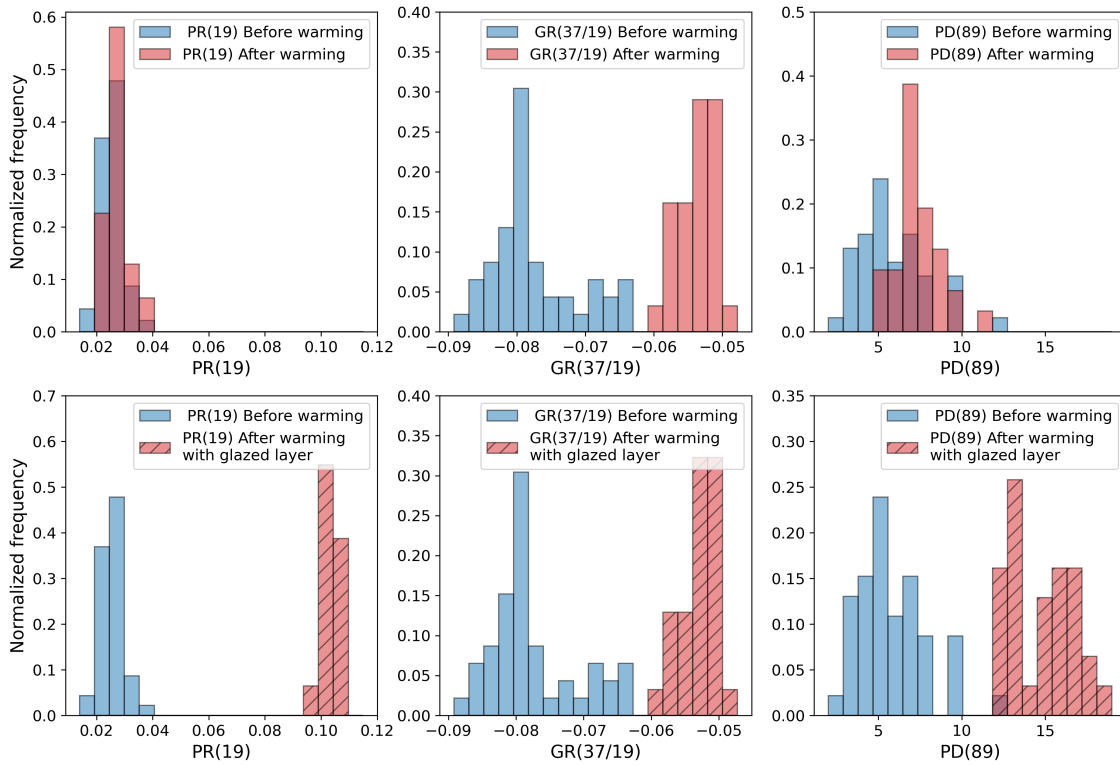 Normalized frequency
0.6
0.5
0.4
0.3
0.2
0.1
0.0
PR(19) Before warming
PR(19) After warming
0.02 0.04 0.06 0.08 0.10 0.12
PR(19)
0.40
0.35
0.30
0.25
0.20
0.15
0.10
0.05
0.00
GR(37/19) Before warming
GR(37/19) After warming
−0.09 −0.08 −0.07 −0.06 −0.05
GR(37/19)
0.5
0.4
0.3
0.2
0.1
0.0
PD(89) Before warming
PD(89) After warming
5 10 15
PD(89)
Normalized frequency
0.7
0.6
0.5
0.4
0.3
0.2
0.1
0.0
PR(19) Before warming
PR(19) After warming
with glazed layer
0.02 0.04 0.06 0.08 0.10 0.12
PR(19)
0.40
0.35
0.30
0.25
0.20
0.15
0.10
0.05
0.00
GR(37/19) Before warming
GR(37/19) After warming
with glazed layer
−0.09 −0.08 −0.07 −0.06 −0.05
GR(37/19)
0.35
0.30
0.25
0.20
0.15
0.10
0.05
0.00
PD(89) Before warming
PD(89) After warming
with glazed layer
5 10 15
PD(89)